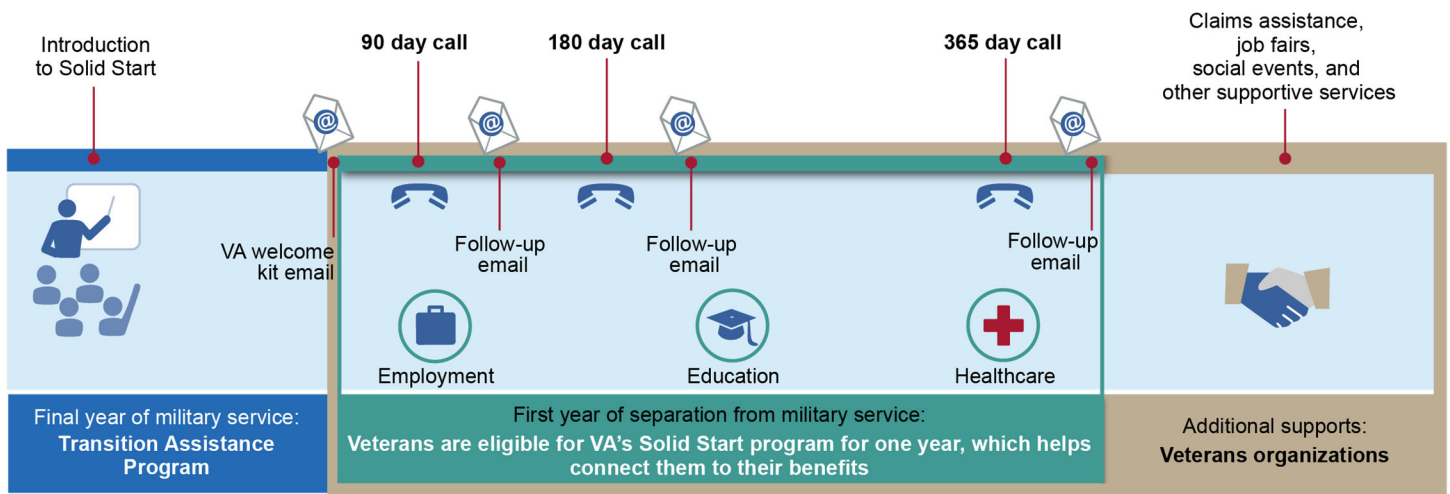 Introduction
to Solid Start
90 day call
180 day call
365 day call
Claims assistance,
job fairs,
social events, and
other supportive services
@
@
@
@
VA welcome
kit email
Follow-up
email
Follow-up
email
Follow-up
email
Employment
Education
Healthcare
Final year of military service:
Transition Assistance
Program
First year of separation from military service:
Veterans are eligible for VA's Solid Start program for one year, which helps
connect them to their benefits
Additional supports:
Veterans organizations